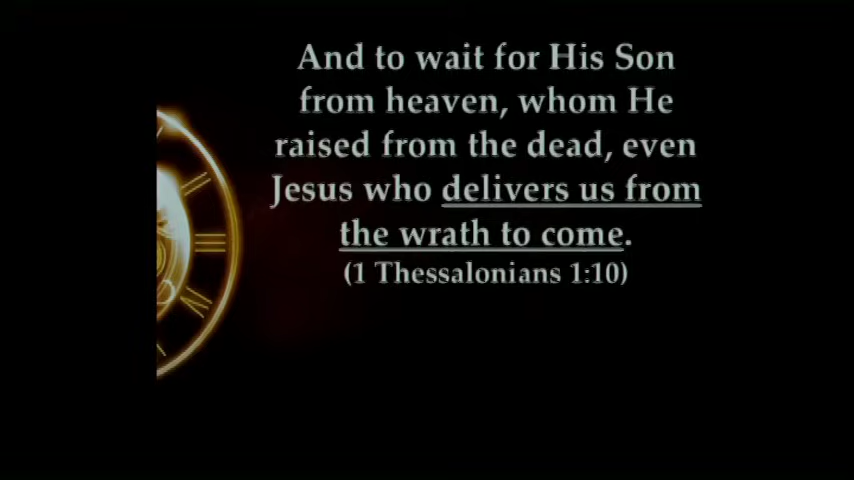 And to wait for His Son
from heaven, whom He
raised from the dead, even
Jesus who delivers us from
the wrath to come.
(1 Thessalonians 1:10)